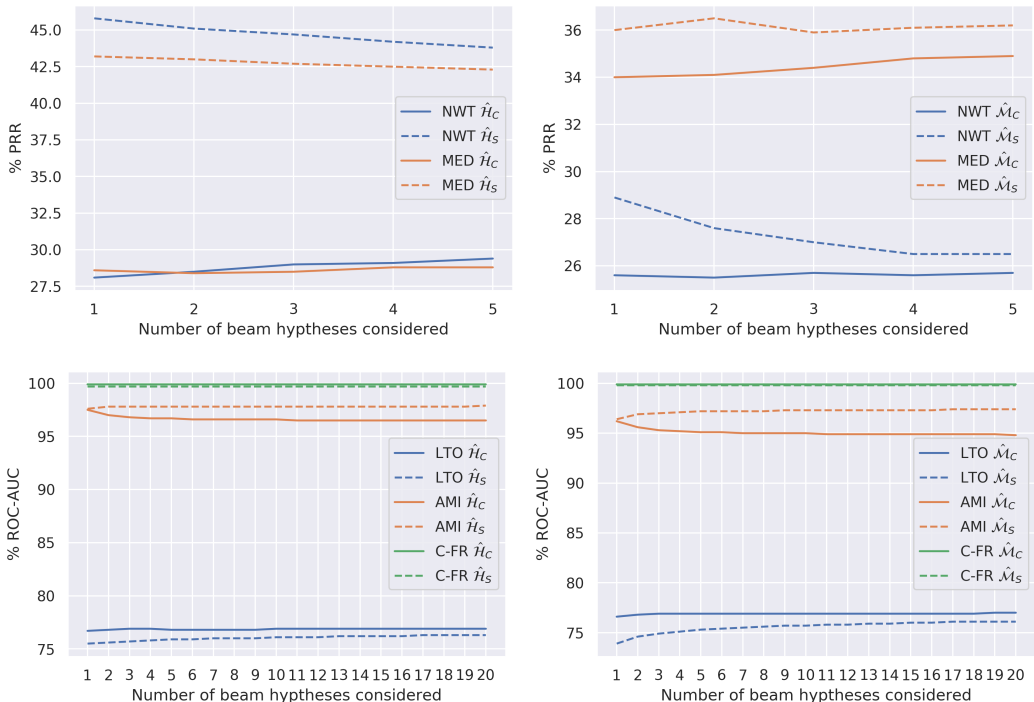 45.0
42.5
40.0
37.5
35.0
32.5
30.0
27.5
% PRR
NWT Ĥ_C
NWT Ĥ_S
MED Ĥ_C
MED Ĥ_S
1 2 3 4 5
Number of beam hyptheses considered
36
34
32
30
28
26
% PRR
NWT M̂_C
NWT M̂_S
MED M̂_C
MED M̂_S
1 2 3 4 5
Number of beam hyptheses considered
100
95
90
85
80
75
% ROC-AUC
LTO Ĥ_C
LTO Ĥ_S
AMI Ĥ_C
AMI Ĥ_S
C-FR Ĥ_C
C-FR Ĥ_S
1 2 3 4 5 6 7 8 9 10 11 12 13 14 15 16 17 18 19 20
Number of beam hyptheses considered
100
95
90
85
80
75
% ROC-AUC
LTO M̂_C
LTO M̂_S
AMI M̂_C
AMI M̂_S
C-FR M̂_C
C-FR M̂_S
1 2 3 4 5 6 7 8 9 10 11 12 13 14 15 16 17 18 19 20
Number of beam hyptheses considered